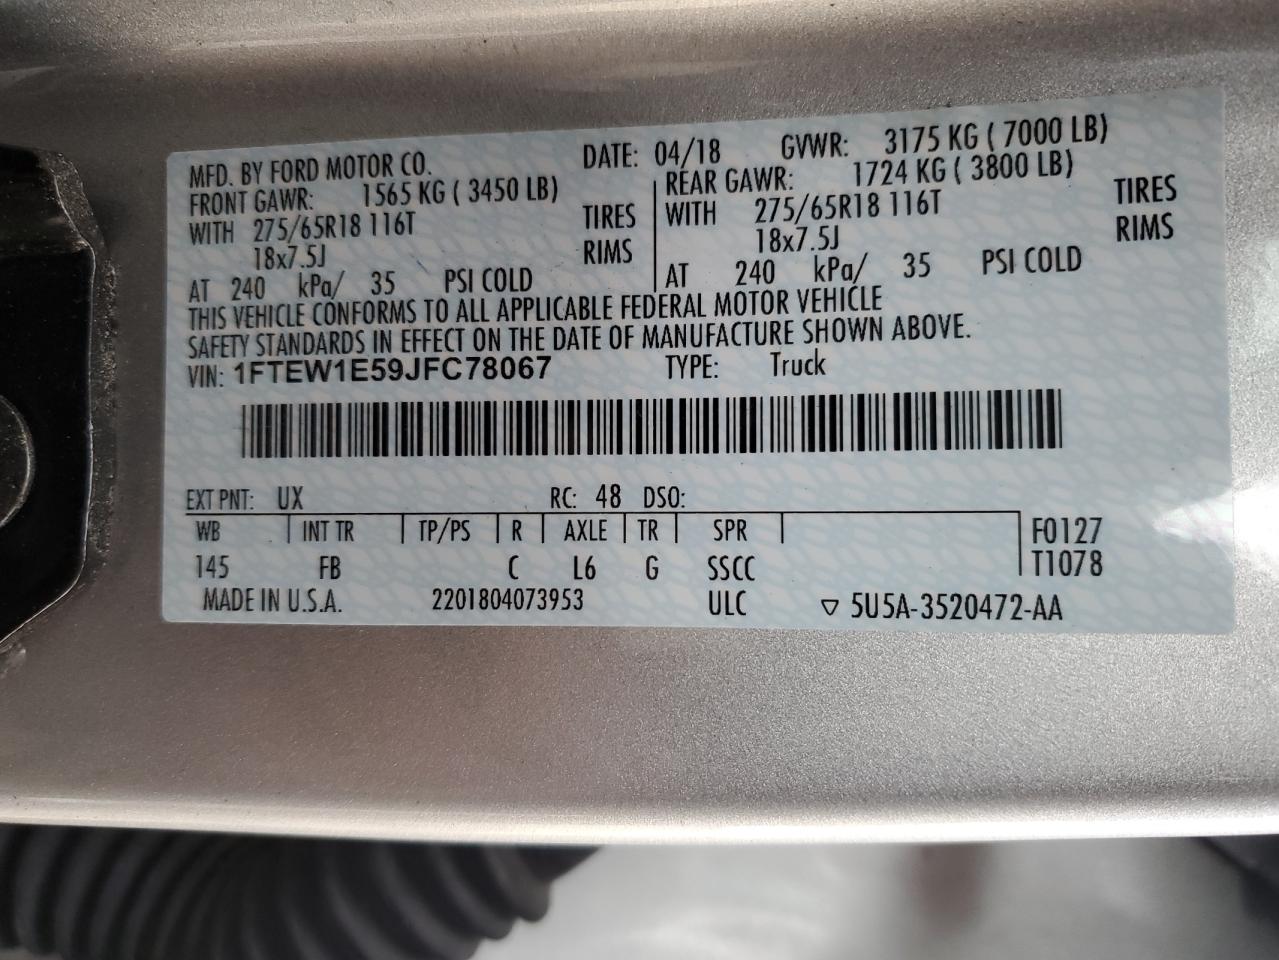 MFD. BY FORD MOTOR CO. DATE: 04/18 GVWR: 3175 KG ( 7000 LB)
FRONT GAWR: 1565 KG ( 3450 LB) REAR GAWR: 1724 KG ( 3800 LB)
WITH 275/65R18 116T TIRES WITH 275/65R18 116T TIRES
18x7.5J RIMS 18x7.5J RIMS
AT 240 kPa/ 35 PSI COLD AT 240 kPa/ 35 PSI COLD
THIS VEHICLE CONFORMS TO ALL APPLICABLE FEDERAL MOTOR VEHICLE
SAFETY STANDARDS IN EFFECT ON THE DATE OF MANUFACTURE SHOWN ABOVE.
VIN: 1FTEW1E59JFC78067 TYPE: Truck
EXT PNT: UX RC: 48 DSO:
WB INT TR TP/PS R AXLE TR SPR F0127
145 FB C L6 G SSCC T1078
MADE IN U.S.A. 2201804073953 ULC ▽ 5U5A-3520472-AA